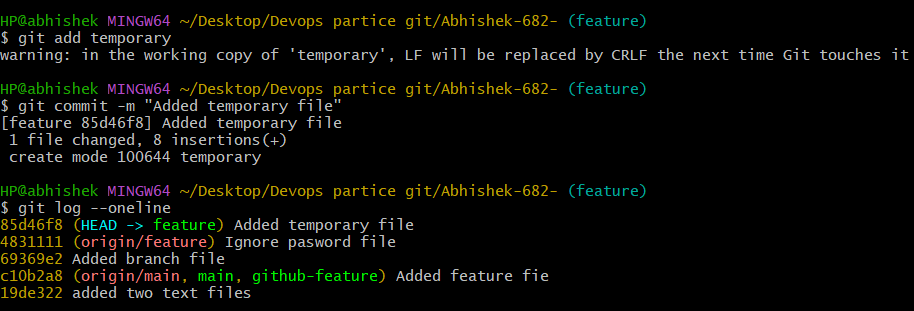 HP@abhishek MINGW64 ~/Desktop/Devops partice git/Abhishek-682- (feature)
$ git add temporary
warning: in the working copy of 'temporary', LF will be replaced by CRLF the next time Git touches it
HP@abhishek MINGW64 ~/Desktop/Devops partice git/Abhishek-682- (feature)
$ git commit -m "Added temporary file"
[feature 85d46f8] Added temporary file
 1 file changed, 8 insertions(+)
 create mode 100644 temporary
HP@abhishek MINGW64 ~/Desktop/Devops partice git/Abhishek-682- (feature)
$ git log --oneline
85d46f8 (HEAD -> feature) Added temporary file
4831111 (origin/feature) Ignore pasword file
69369e2 Added branch file
c10b2a8 (origin/main, main, github-feature) Added feature fie
19de322 added two text files